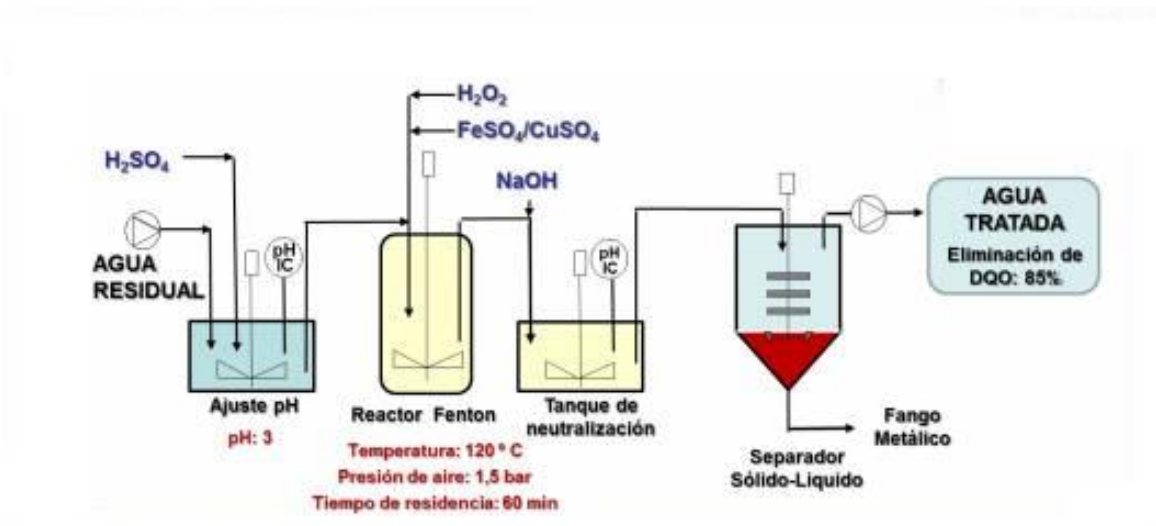 H₂O₂
FeSO₄/CuSO₄
H₂SO₄
NaOH
AGUA
RESIDUAL
pH
IC
pH
IC
AGUA
TRATADA
Eliminación de
DQO: 85%
Ajuste pH
pH: 3
Reactor Fenton
Temperatura: 120 º C
Presión de aire: 1,5 bar
Tiempo de residencia: 60 min
Tanque de
neutralización
Separador
Sólido-Liquido
Fango
Metálico